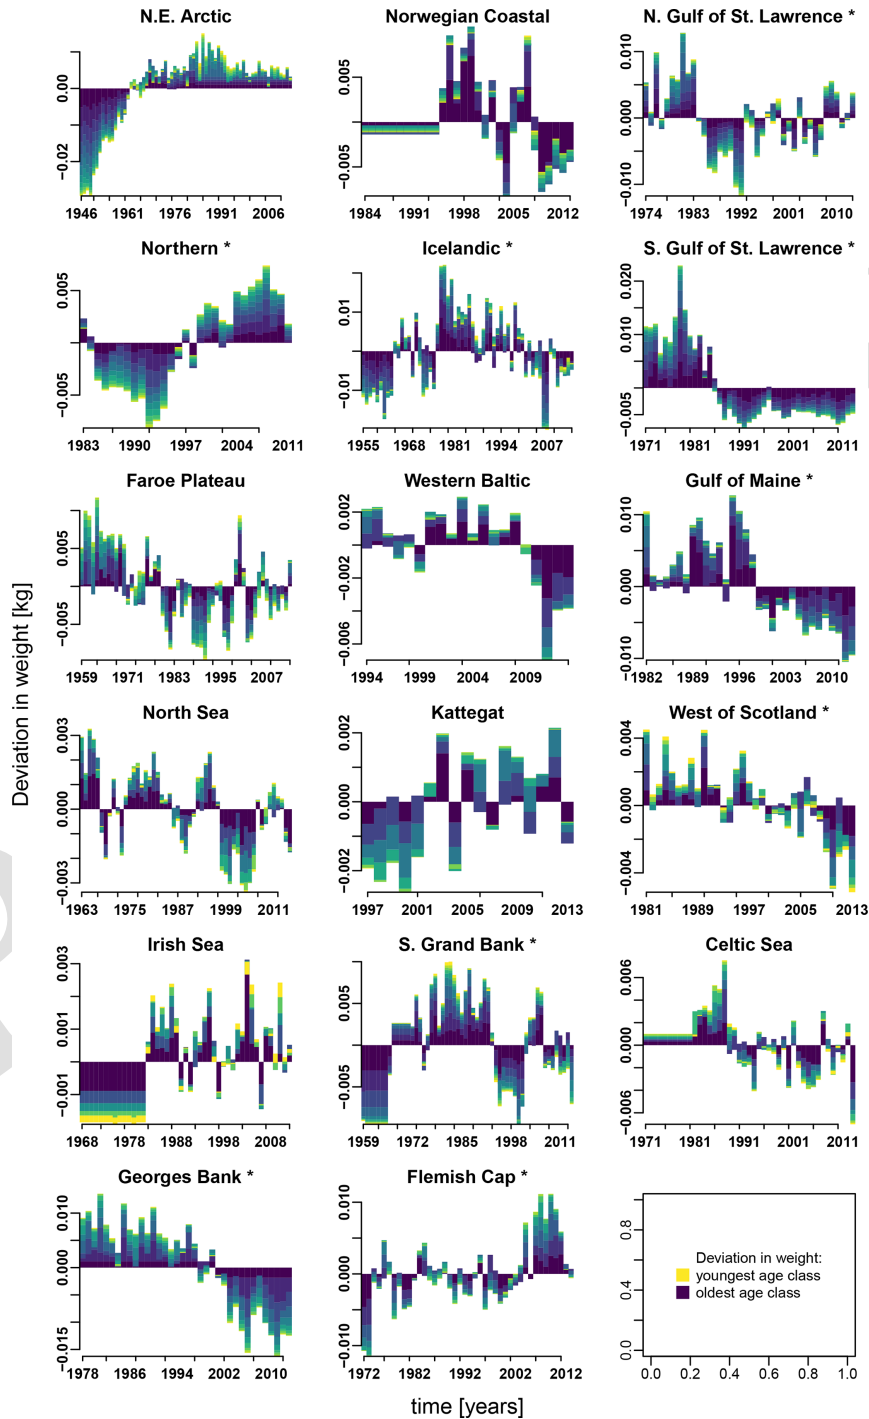 N.E. Arctic
0.00
−0.02
1946 1961 1976 1991 2006
Norwegian Coastal
0.005
−0.005
1984 1991 1998 2005 2012
N. Gulf of St. Lawrence *
0.010
0.000
−0.010
1974 1983 1992 2001 2010
Northern *
0.005
−0.005
1983 1990 1997 2004 2011
Icelandic *
0.01
−0.01
1955 1968 1981 1994 2007
S. Gulf of St. Lawrence *
0.020
0.010
−0.005
1971 1981 1991 2001 2011
Faroe Plateau
0.005
−0.005
1959 1971 1983 1995 2007
Western Baltic
0.002
−0.002
−0.006
1994 1999 2004 2009
Gulf of Maine *
0.010
0.000
−0.010
1982 1989 1996 2003 2010
Deviation in weight [kg]
North Sea
0.003
0.000
−0.003
1963 1975 1987 1999 2011
Kattegat
0.002
0.000
−0.002
1997 2001 2005 2009 2013
West of Scotland *
0.004
0.000
−0.004
1981 1989 1997 2005 2013
Irish Sea
0.003
0.001
−0.001
1968 1978 1988 1998 2008
S. Grand Bank *
0.005
−0.005
1959 1972 1985 1998 2011
Celtic Sea
0.006
0.000
−0.006
1971 1981 1991 2001 2011
Georges Bank *
0.010
0.000
−0.015
1978 1986 1994 2002 2010
Flemish Cap *
0.010
0.000
−0.010
1972 1982 1992 2002 2012
0.8
0.4
0.0
Deviation in weight:
youngest age class
oldest age class
0.0 0.2 0.4 0.6 0.8 1.0
time [years]